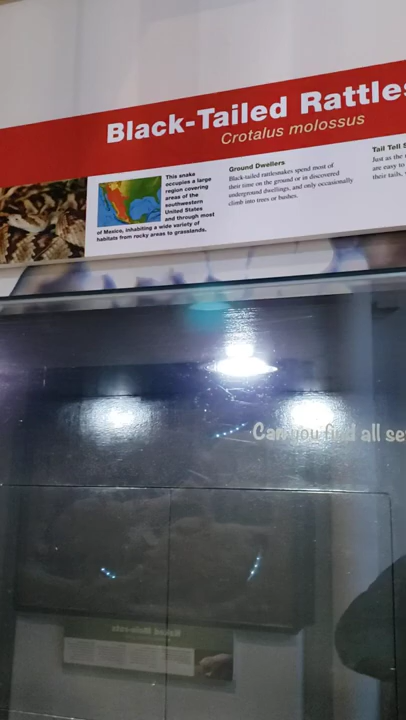 Black-Tailed Rattles
Crotalus molossus
This snake
occupies a large
region covering
areas of the
southwestern
United States
and through most
of Mexico, inhabiting a wide variety of
habitats from rocky areas to grasslands.
Ground Dwellers
Black-tailed rattlesnakes spend most of
their time on the ground or in discovered
underground dwellings, and only occasionally
climb into trees or bushes.
Tail Tell S
Just as the
are easy to
their tails,
Can you find all se
Naked Mole-rats